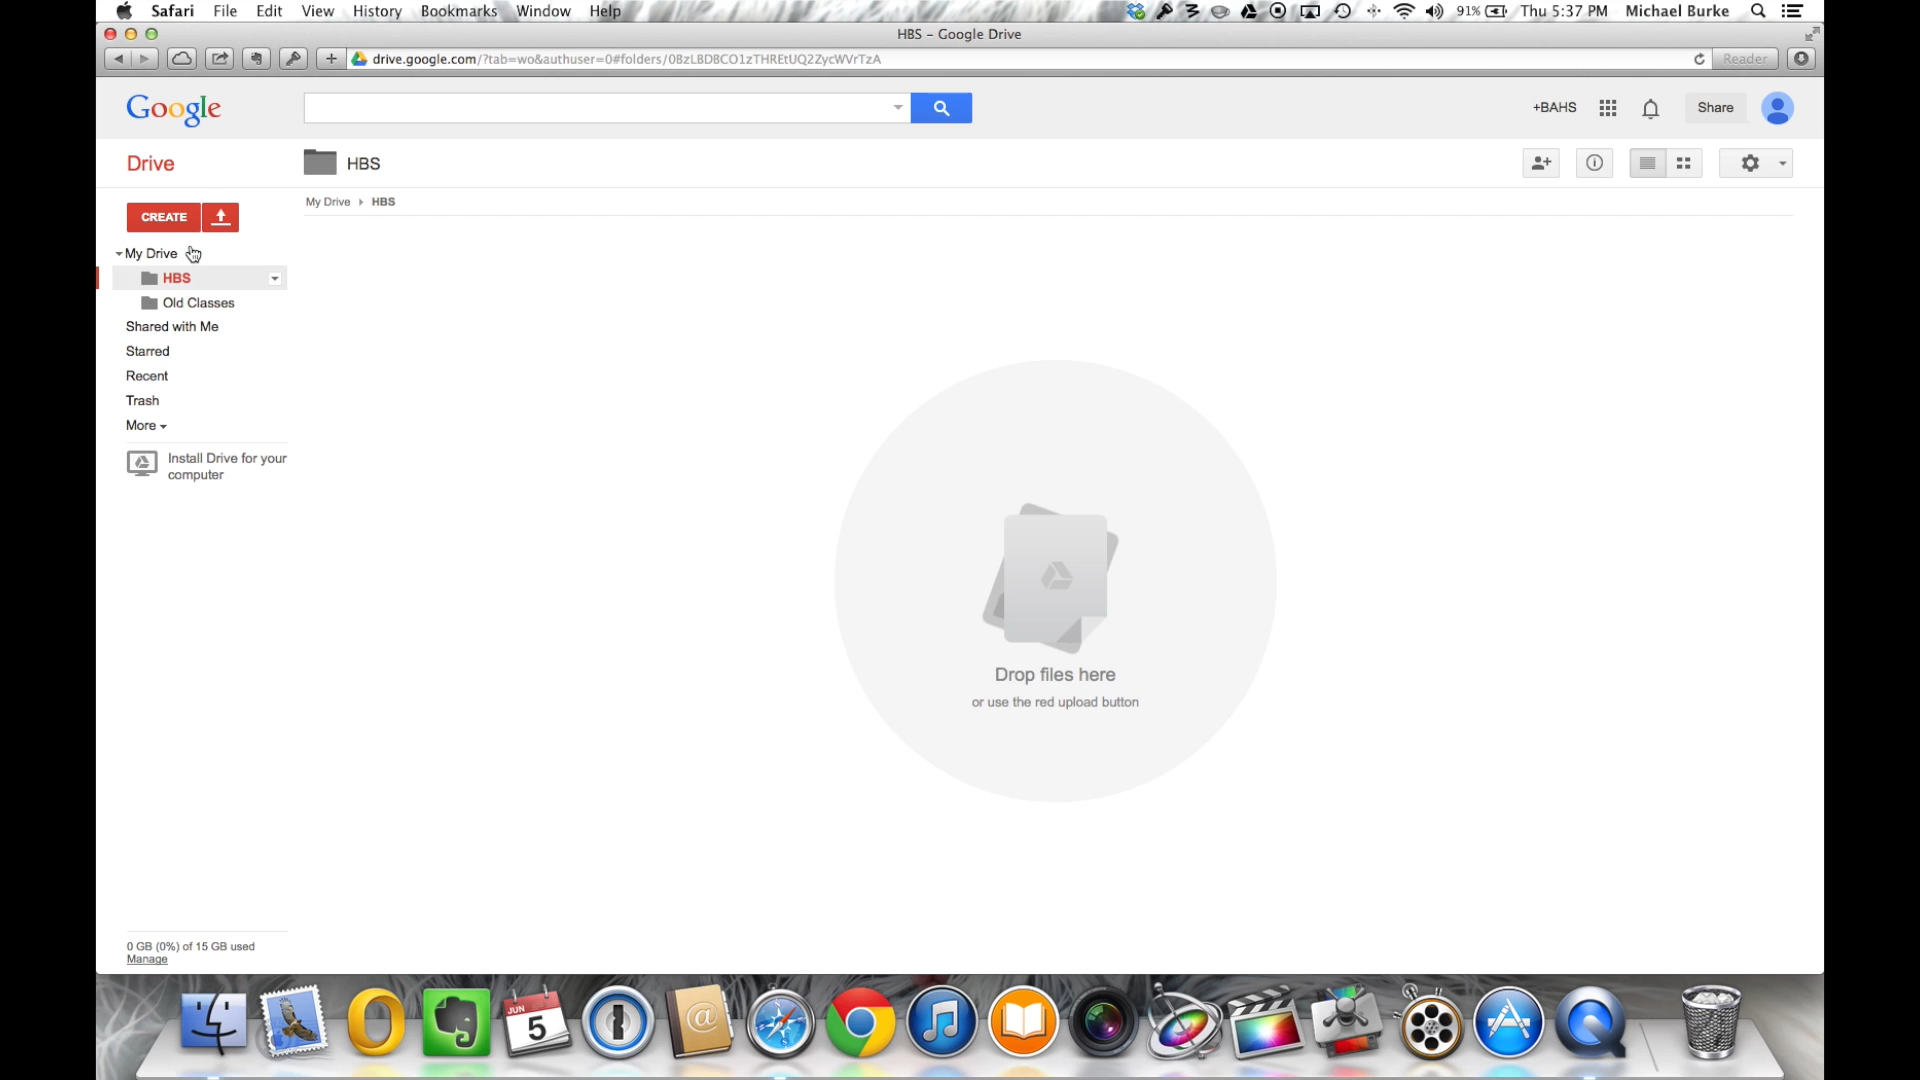 Safari File Edit View History Bookmarks Window Help 91% Thu 5:37 PM Michael Burke
HBS – Google Drive
drive.google.com/?tab=wo&authuser=0#folders/0BzLBDBCO1zTHREtUQ2ZycWVrTzA Reader
Google +BAHS Share
Drive HBS
My Drive HBS
CREATE
My Drive
HBS
Old Classes
Shared with Me
Starred
Recent
Trash
More
Install Drive for your
computer
Drop files here
or use the red upload button
0 GB (0%) of 15 GB used
Manage
JUN
5
@